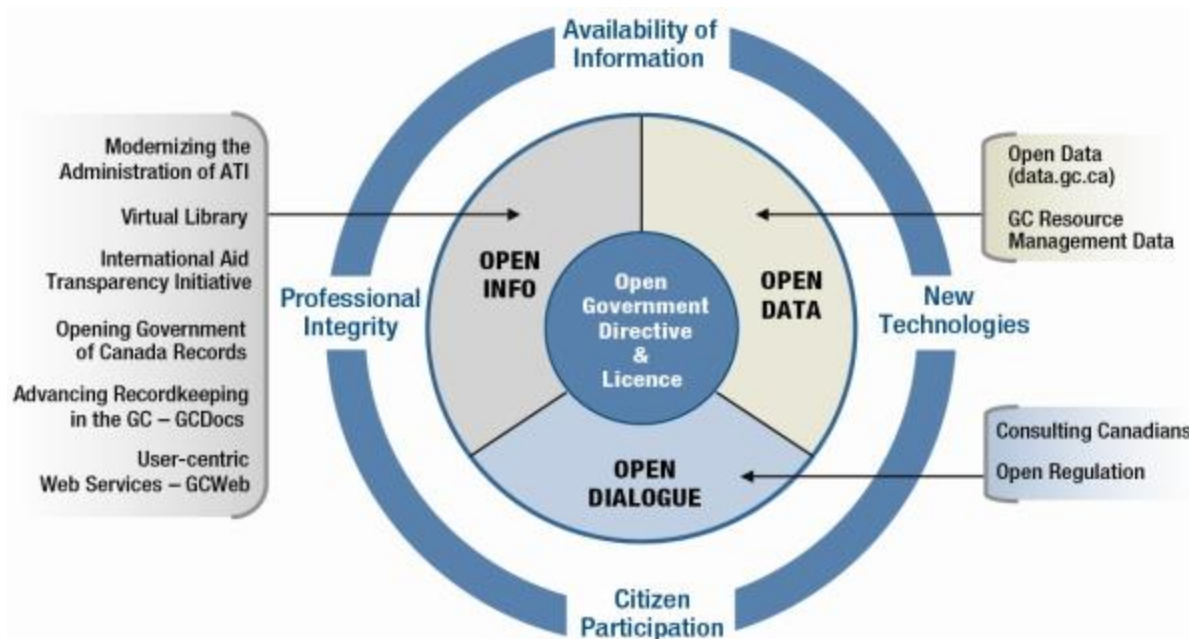 Availability of
Information
Modernizing the
Administration of ATI
Virtual Library
International Aid
Transparency Initiative
Opening Government
of Canada Records
Advancing Recordkeeping
in the GC – GCDocs
User-centric
Web Services – GCWeb
Professional
Integrity
OPEN
INFO
Open
Government
Directive
&
Licence
OPEN
DATA
OPEN
DIALOGUE
New
Technologies
Open Data
(data.gc.ca)
GC Resource
Management Data
Consulting Canadians
Open Regulation
Citizen
Participation